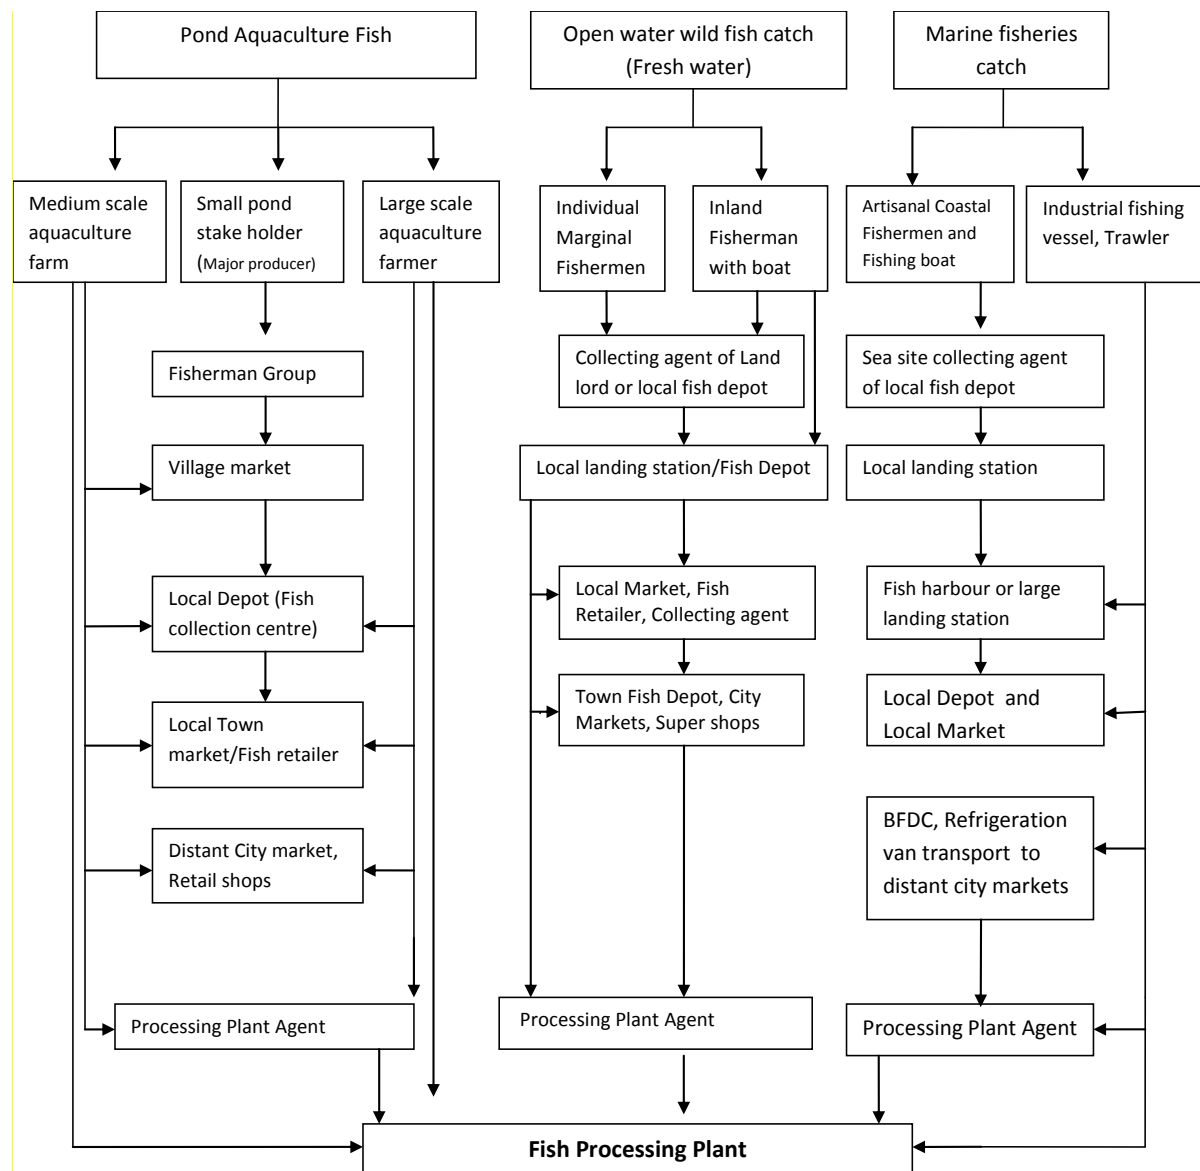 Pond Aquaculture Fish
Open water wild fish catch
(Fresh water)
Marine fisheries
catch
Medium scale
aquaculture
farm
Small pond
stake holder
(Major producer)
Large scale
aquaculture
farmer
Individual
Marginal
Fishermen
Inland
Fisherman
with boat
Artisanal Coastal
Fishermen and
Fishing boat
Industrial fishing
vessel, Trawler
Fisherman Group
Collecting agent of Land
lord or local fish depot
Sea site collecting agent
of local fish depot
Village market
Local landing station/Fish Depot
Local landing station
Local Depot (Fish
collection centre)
Local Market, Fish
Retailer, Collecting agent
Fish harbour or large
landing station
Local Town
market/Fish retailer
Town Fish Depot, City
Markets, Super shops
Local Depot and
Local Market
Distant City market,
Retail shops
BFDC, Refrigeration
van transport to
distant city markets
Processing Plant Agent
Processing Plant Agent
Processing Plant Agent
Fish Processing Plant